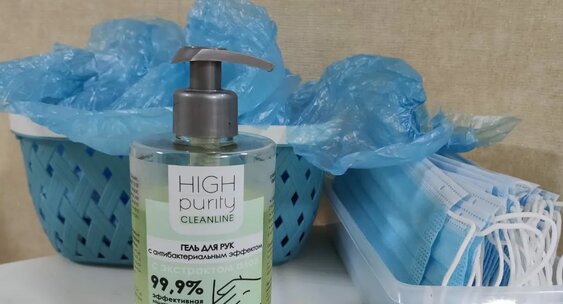 HIGH
purity
CLEANLINE
ГЕЛЬ ДЛЯ РУК
с антибактериальным эффектом
с экстрактом
99,9%
эффективная